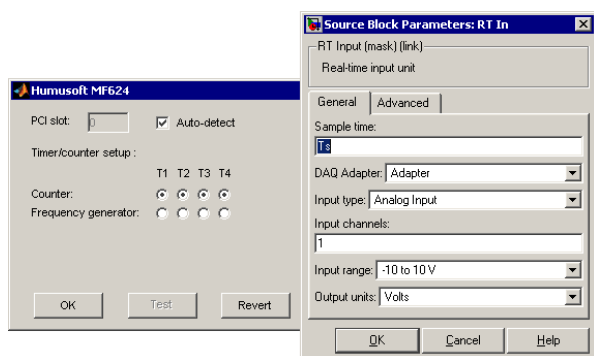 Humusoft MF624
PCI slot: 0 Auto-detect
Timer/counter setup :
T1 T2 T3 T4
Counter:
Frequency generator:
OK Test Revert
Source Block Parameters: RT In
RT Input (mask) (link)
Real-time input unit
General Advanced
Sample time:
Ts
DAQ Adapter: Adapter
Input type: Analog Input
Input channels:
1
Input range: -10 to 10 V
Output units: Volts
OK Cancel Help